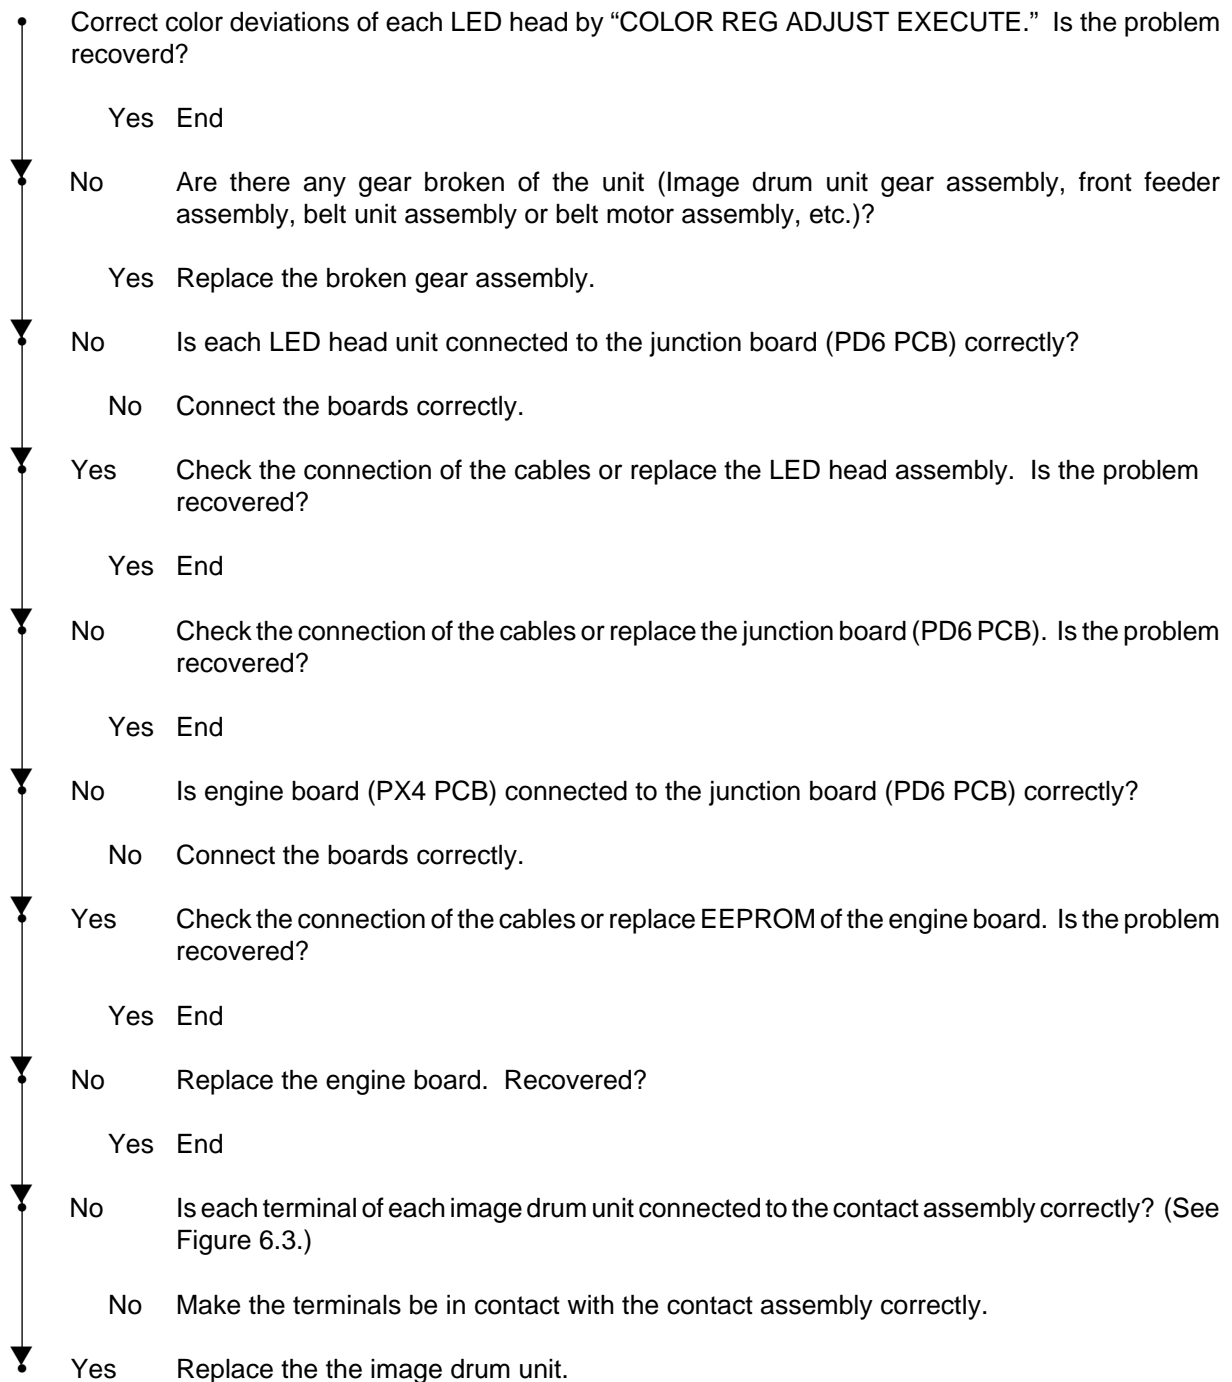 Correct color deviations of each LED head by “COLOR REG ADJUST EXECUTE.” Is the problem
recoverd?
Yes End
No Are there any gear broken of the unit (Image drum unit gear assembly, front feeder
assembly, belt unit assembly or belt motor assembly, etc.)?
Yes Replace the broken gear assembly.
No Is each LED head unit connected to the junction board (PD6 PCB) correctly?
No Connect the boards correctly.
Yes Check the connection of the cables or replace the LED head assembly. Is the problem
recovered?
Yes End
No Check the connection of the cables or replace the junction board (PD6 PCB). Is the problem
recovered?
Yes End
No Is engine board (PX4 PCB) connected to the junction board (PD6 PCB) correctly?
No Connect the boards correctly.
Yes Check the connection of the cables or replace EEPROM of the engine board. Is the problem
recovered?
Yes End
No Replace the engine board. Recovered?
Yes End
No Is each terminal of each image drum unit connected to the contact assembly correctly? (See
Figure 6.3.)
No Make the terminals be in contact with the contact assembly correctly.
Yes Replace the the image drum unit.